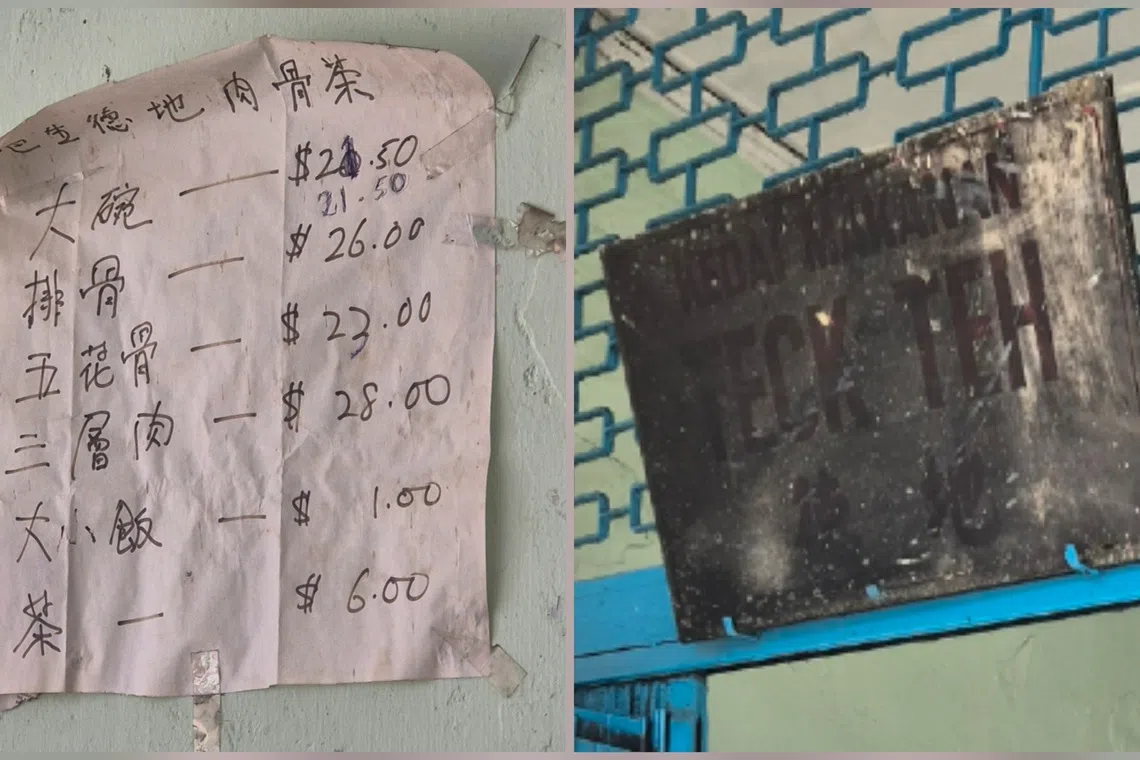 巴生德地肉骨茶
大碗 — $21.50
21.50
排骨 — $26.00
五花骨 — $23.00
三層肉 — $28.00
大小飯 — $1.00
茶 — $6.00
KEDAI MAKANAN
TECK TEH
德地